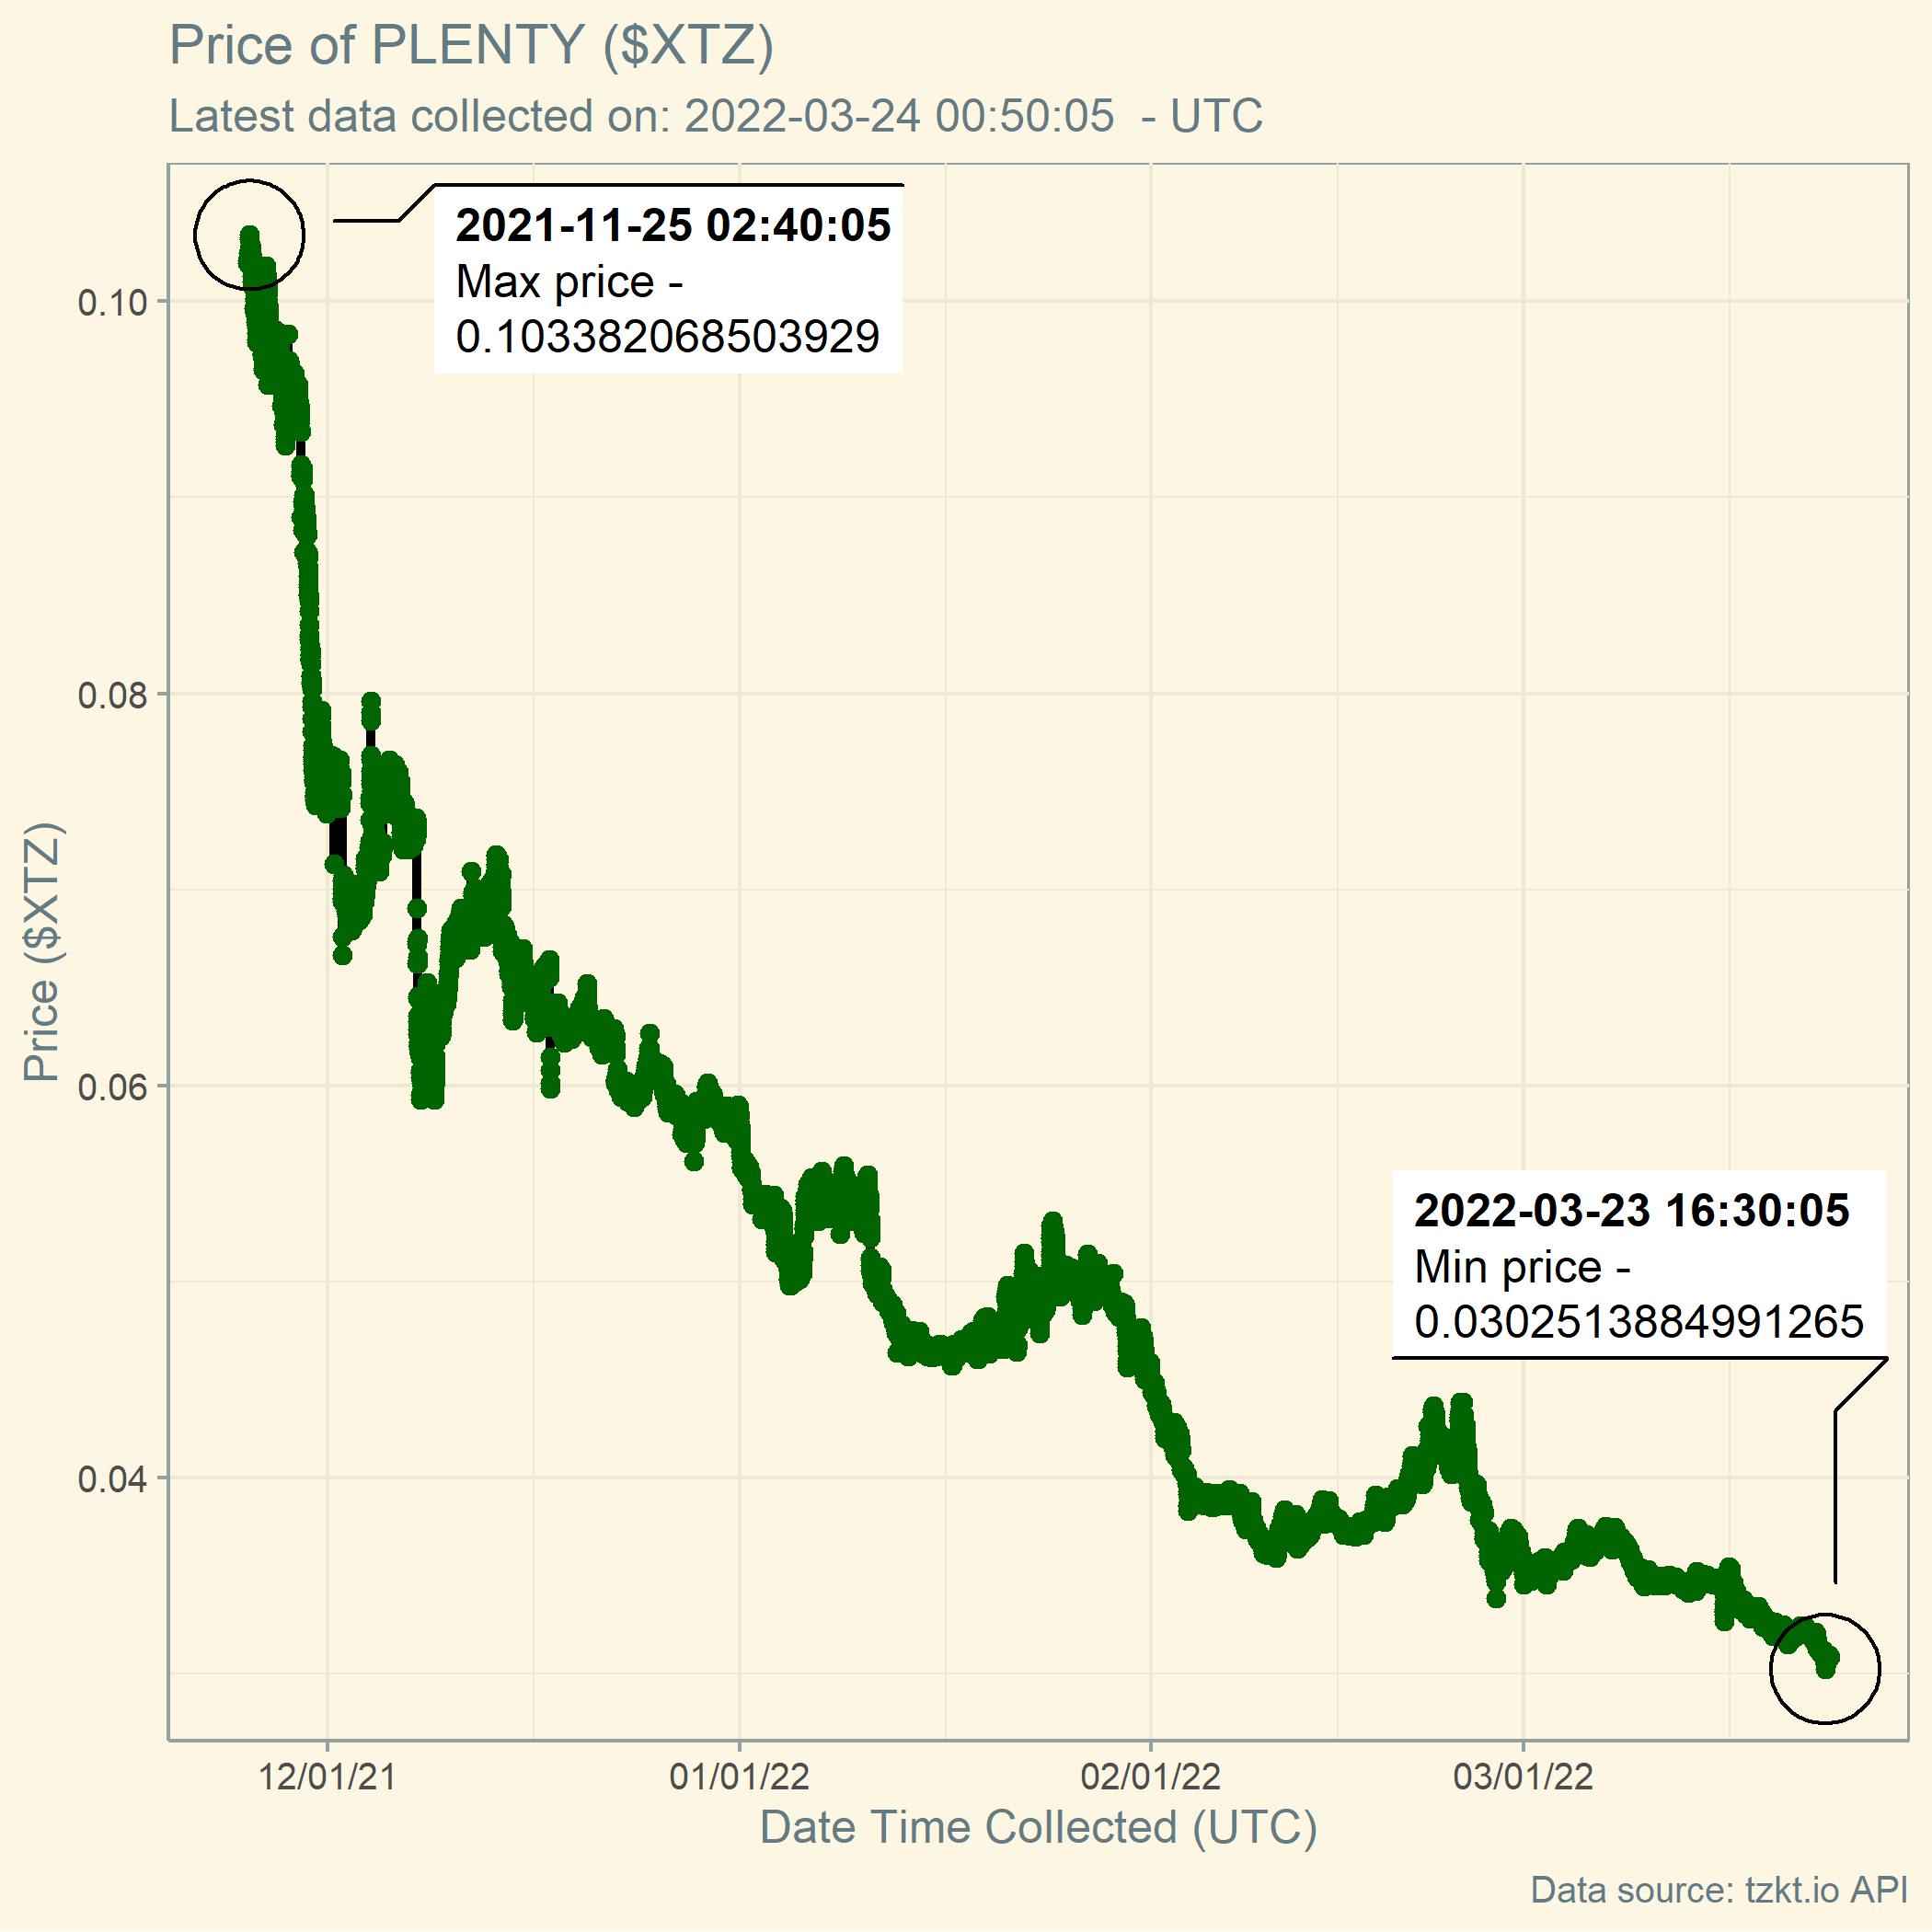 Price of PLENTY ($XTZ)
Latest data collected on: 2022-03-24 00:50:05  - UTC
2021-11-25 02:40:05
Max price -
0.103382068503929
0.10
0.08
0.06
0.04
Price ($XTZ)
2022-03-23 16:30:05
Min price -
0.0302513884991265
12/01/21
01/01/22
02/01/22
03/01/22
Date Time Collected (UTC)
Data source: tzkt.io API